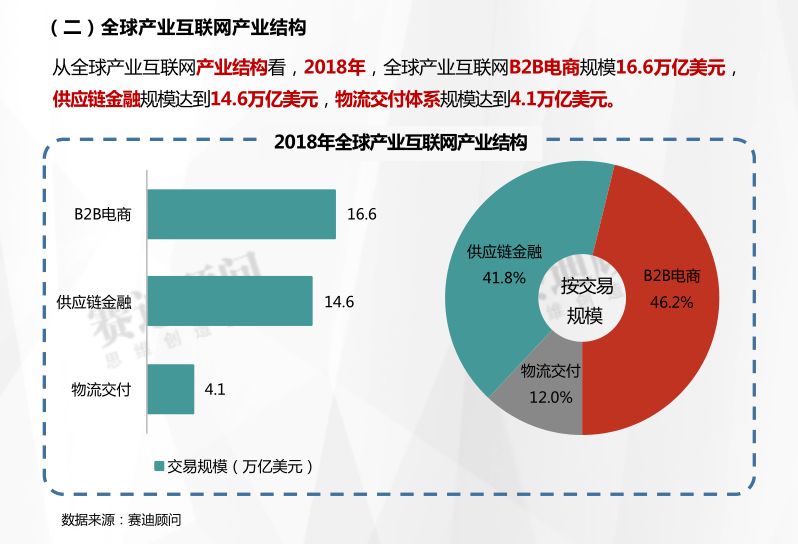 （二）全球产业互联网产业结构
从全球产业互联网产业结构看，2018年，全球产业互联网B2B电商规模16.6万亿美元，
供应链金融规模达到14.6万亿美元，物流交付体系规模达到4.1万亿美元。
2018年全球产业互联网产业结构
B2B电商
16.6
供应链金融
14.6
物流交付
4.1
交易规模（万亿美元）
供应链金融
41.8%
B2B电商
46.2%
物流交付
12.0%
按交易
规模
赛迪顾问
思维创造
数据来源：赛迪顾问